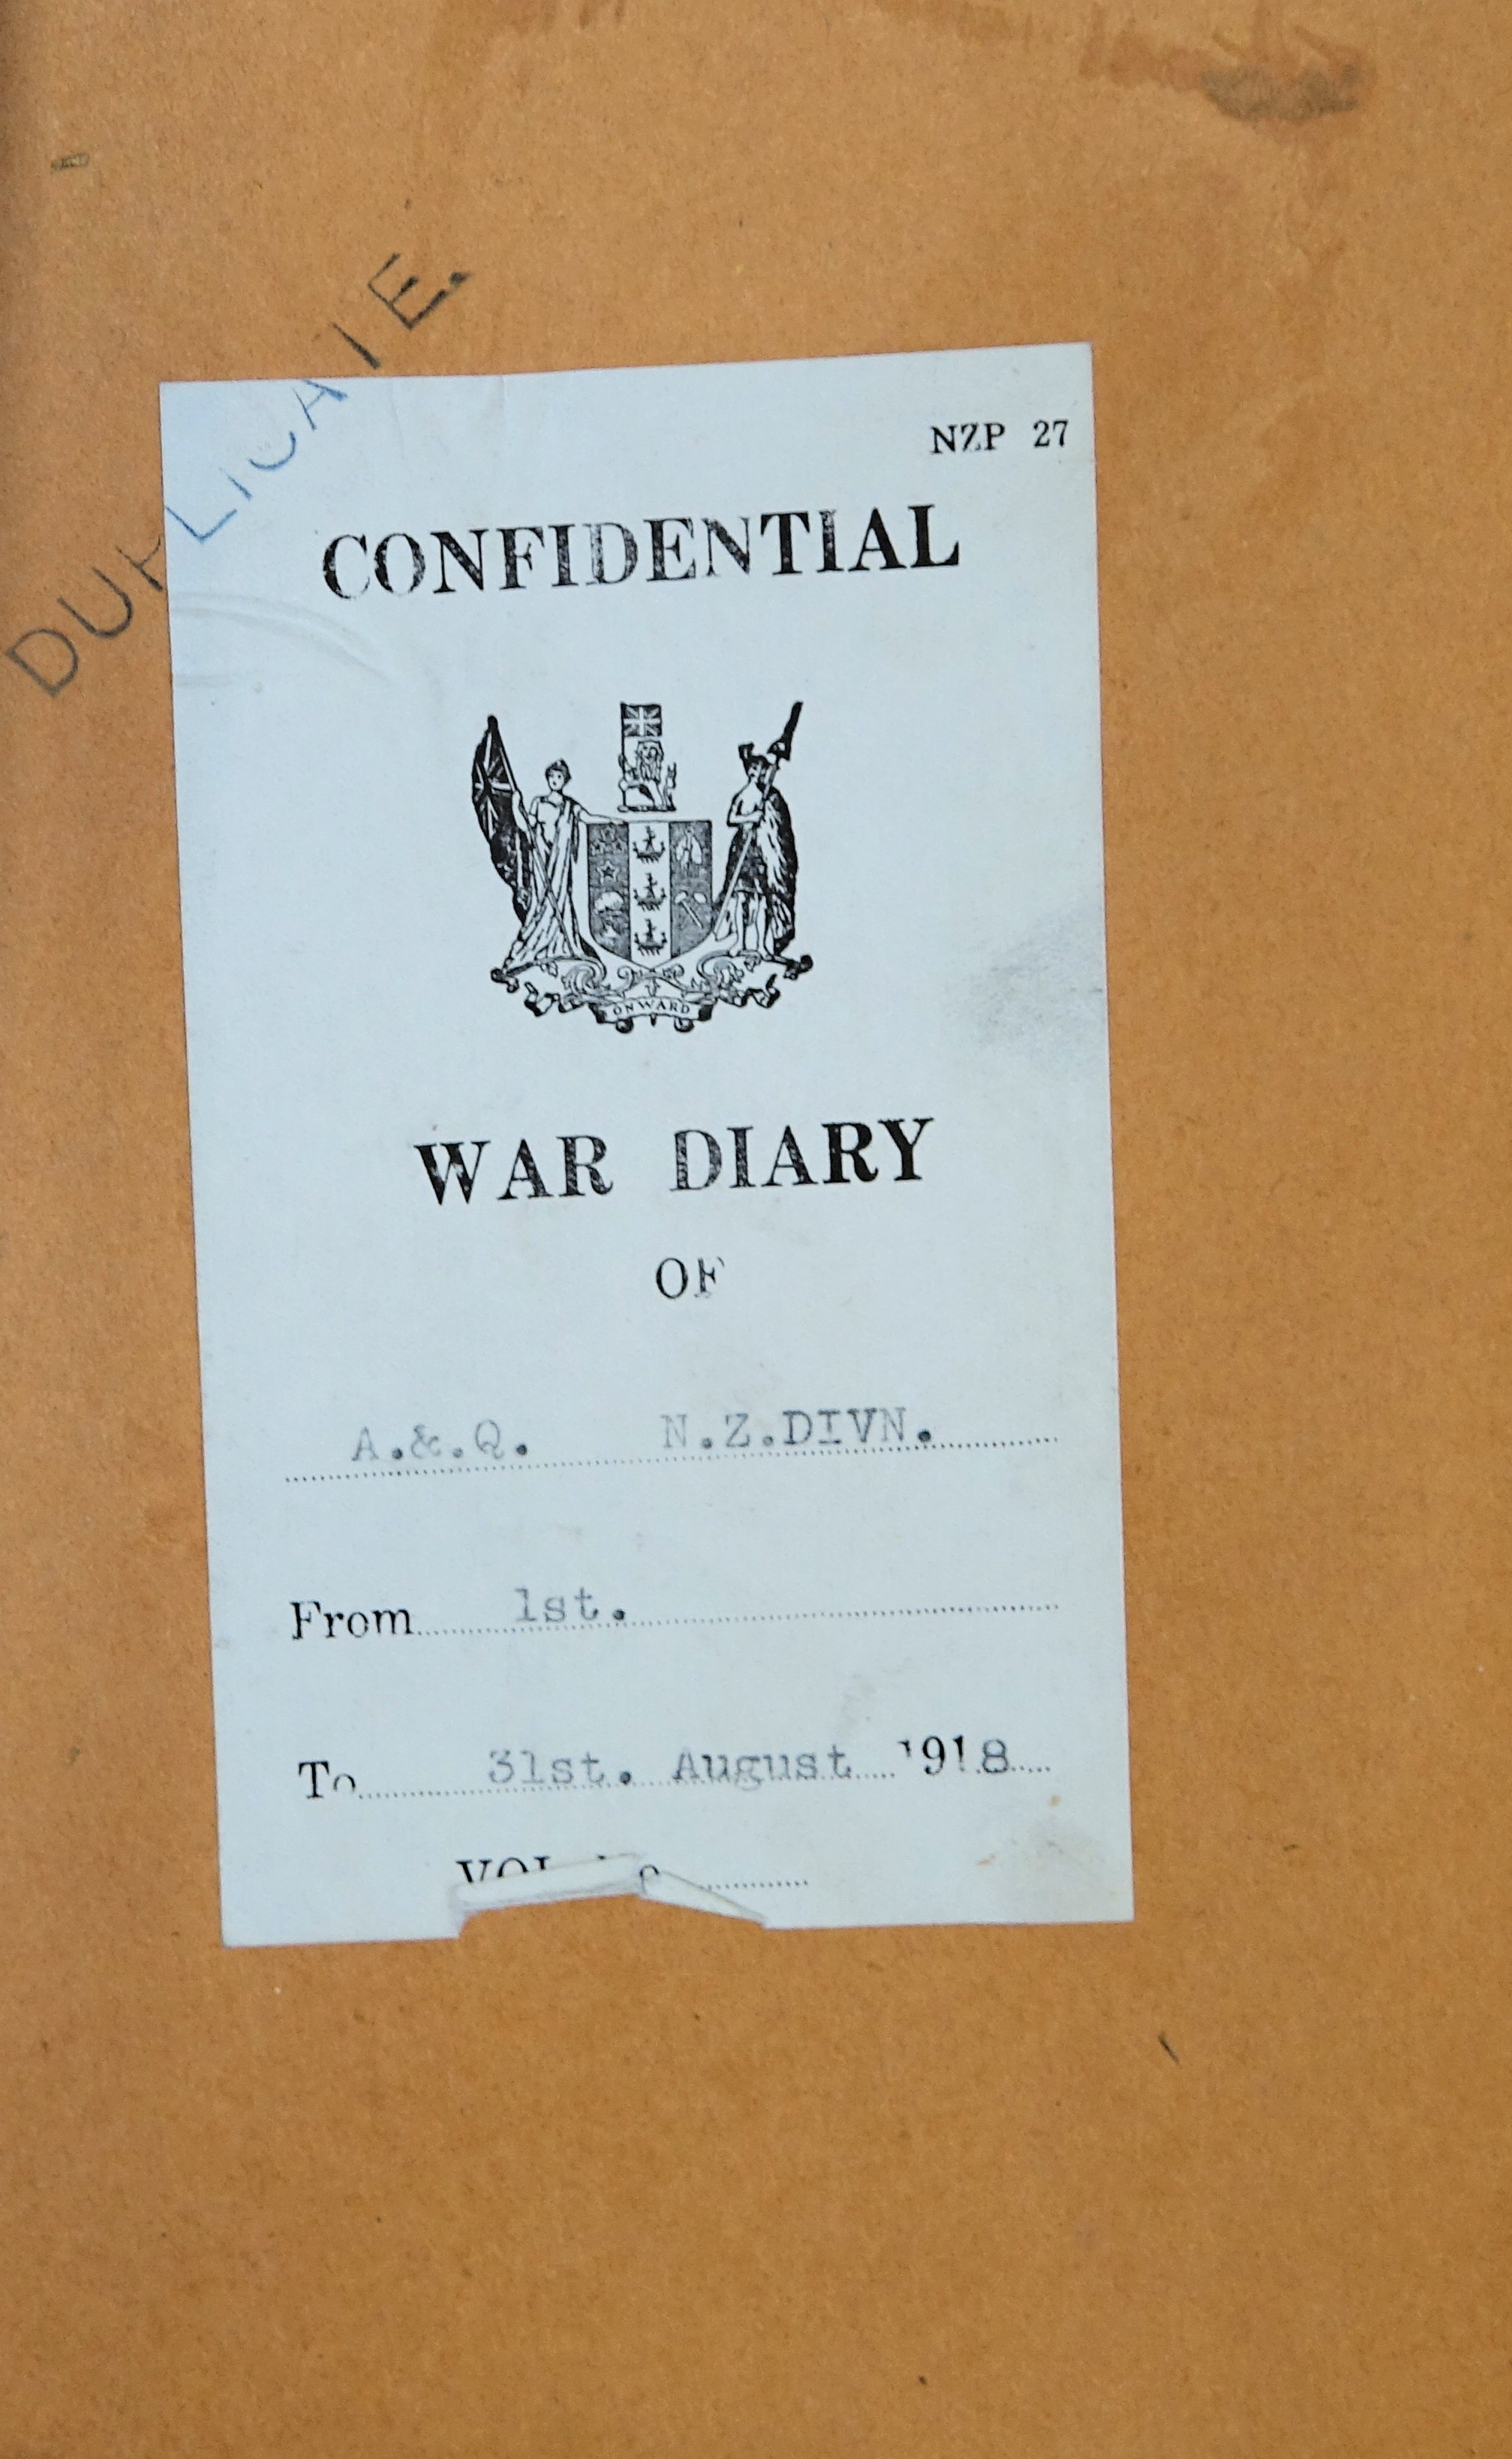 DUPLICATE.
NZP 27
CONFIDENTIAL
ONWARD
WAR DIARY
OF
A.&.Q. N.Z.DIVN.
From 1st.
To 31st. August 1918